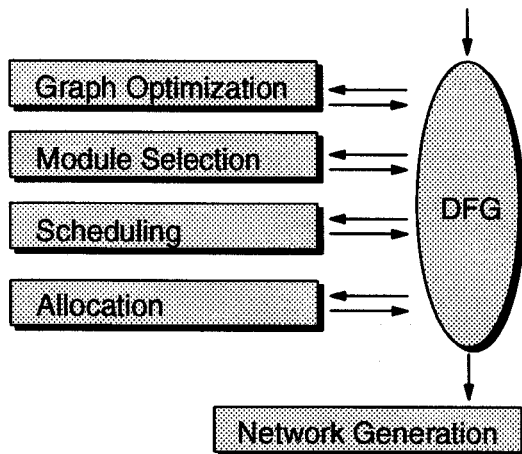 Graph Optimization
Module Selection
Scheduling
Allocation
DFG
Network Generation